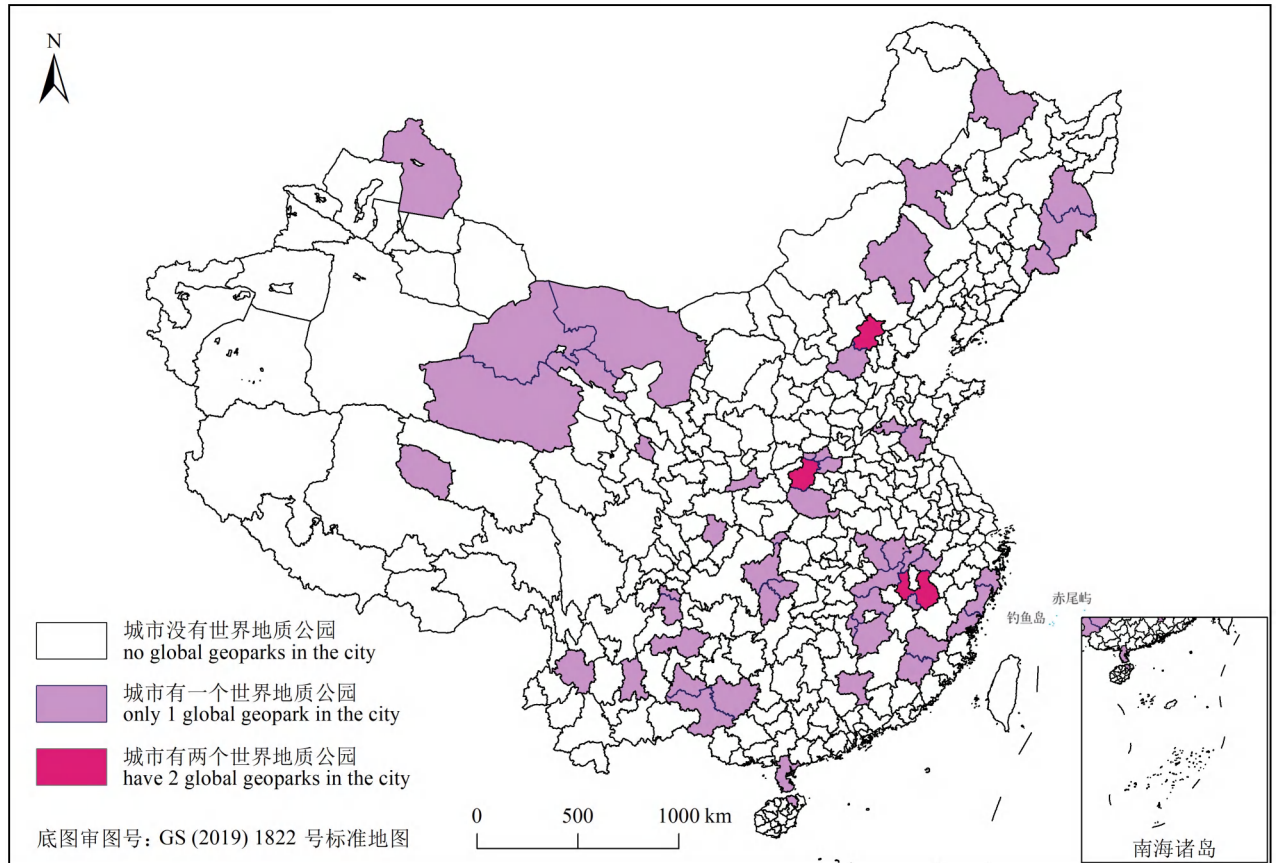 N
赤尾屿
钓鱼岛
城市没有世界地质公园
no global geoparks in the city
城市有一个世界地质公园
only 1 global geopark in the city
城市有两个世界地质公园
have 2 global geoparks in the city
0 500 1000 km
底图审图号: GS (2019) 1822 号标准地图
南海诸岛